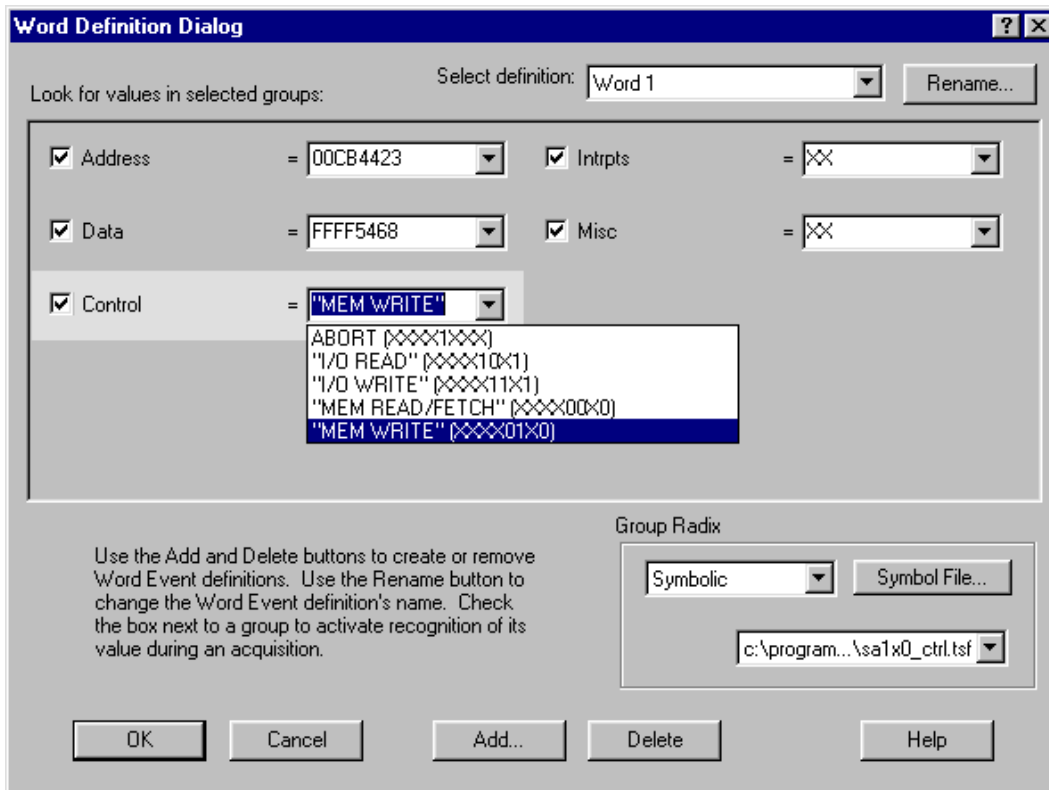 Word Definition Dialog
Select definition: Word 1 Rename...
Look for values in selected groups:
Address = 00CB4423 Intrpts = XX
Data = FFFF5468 Misc = XX
Control = "MEM WRITE"
ABORT (XXXX1XXX)
"I/O READ" (XXXX10X1)
"I/O WRITE" (XXXX11X1)
"MEM READ/FETCH" (XXXX00X0)
"MEM WRITE" (XXXX01X0)
Group Radix
Use the Add and Delete buttons to create or remove
Word Event definitions. Use the Rename button to
change the Word Event definition's name. Check
the box next to a group to activate recognition of its
value during an acquisition.
Symbolic Symbol File...
c:\program...\sa1x0_ctrl.tsf
OK Cancel Add... Delete Help